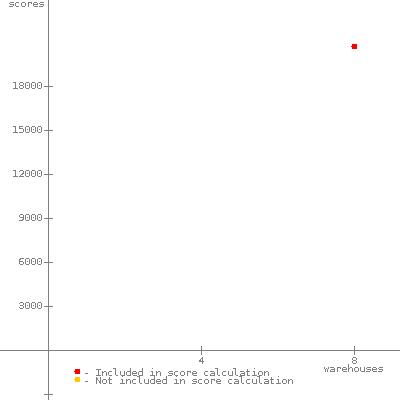 scores
18000
15000
12000
9000
6000
3000
4 8
warehouses
- Included in score calculation
- Not included in score calculation